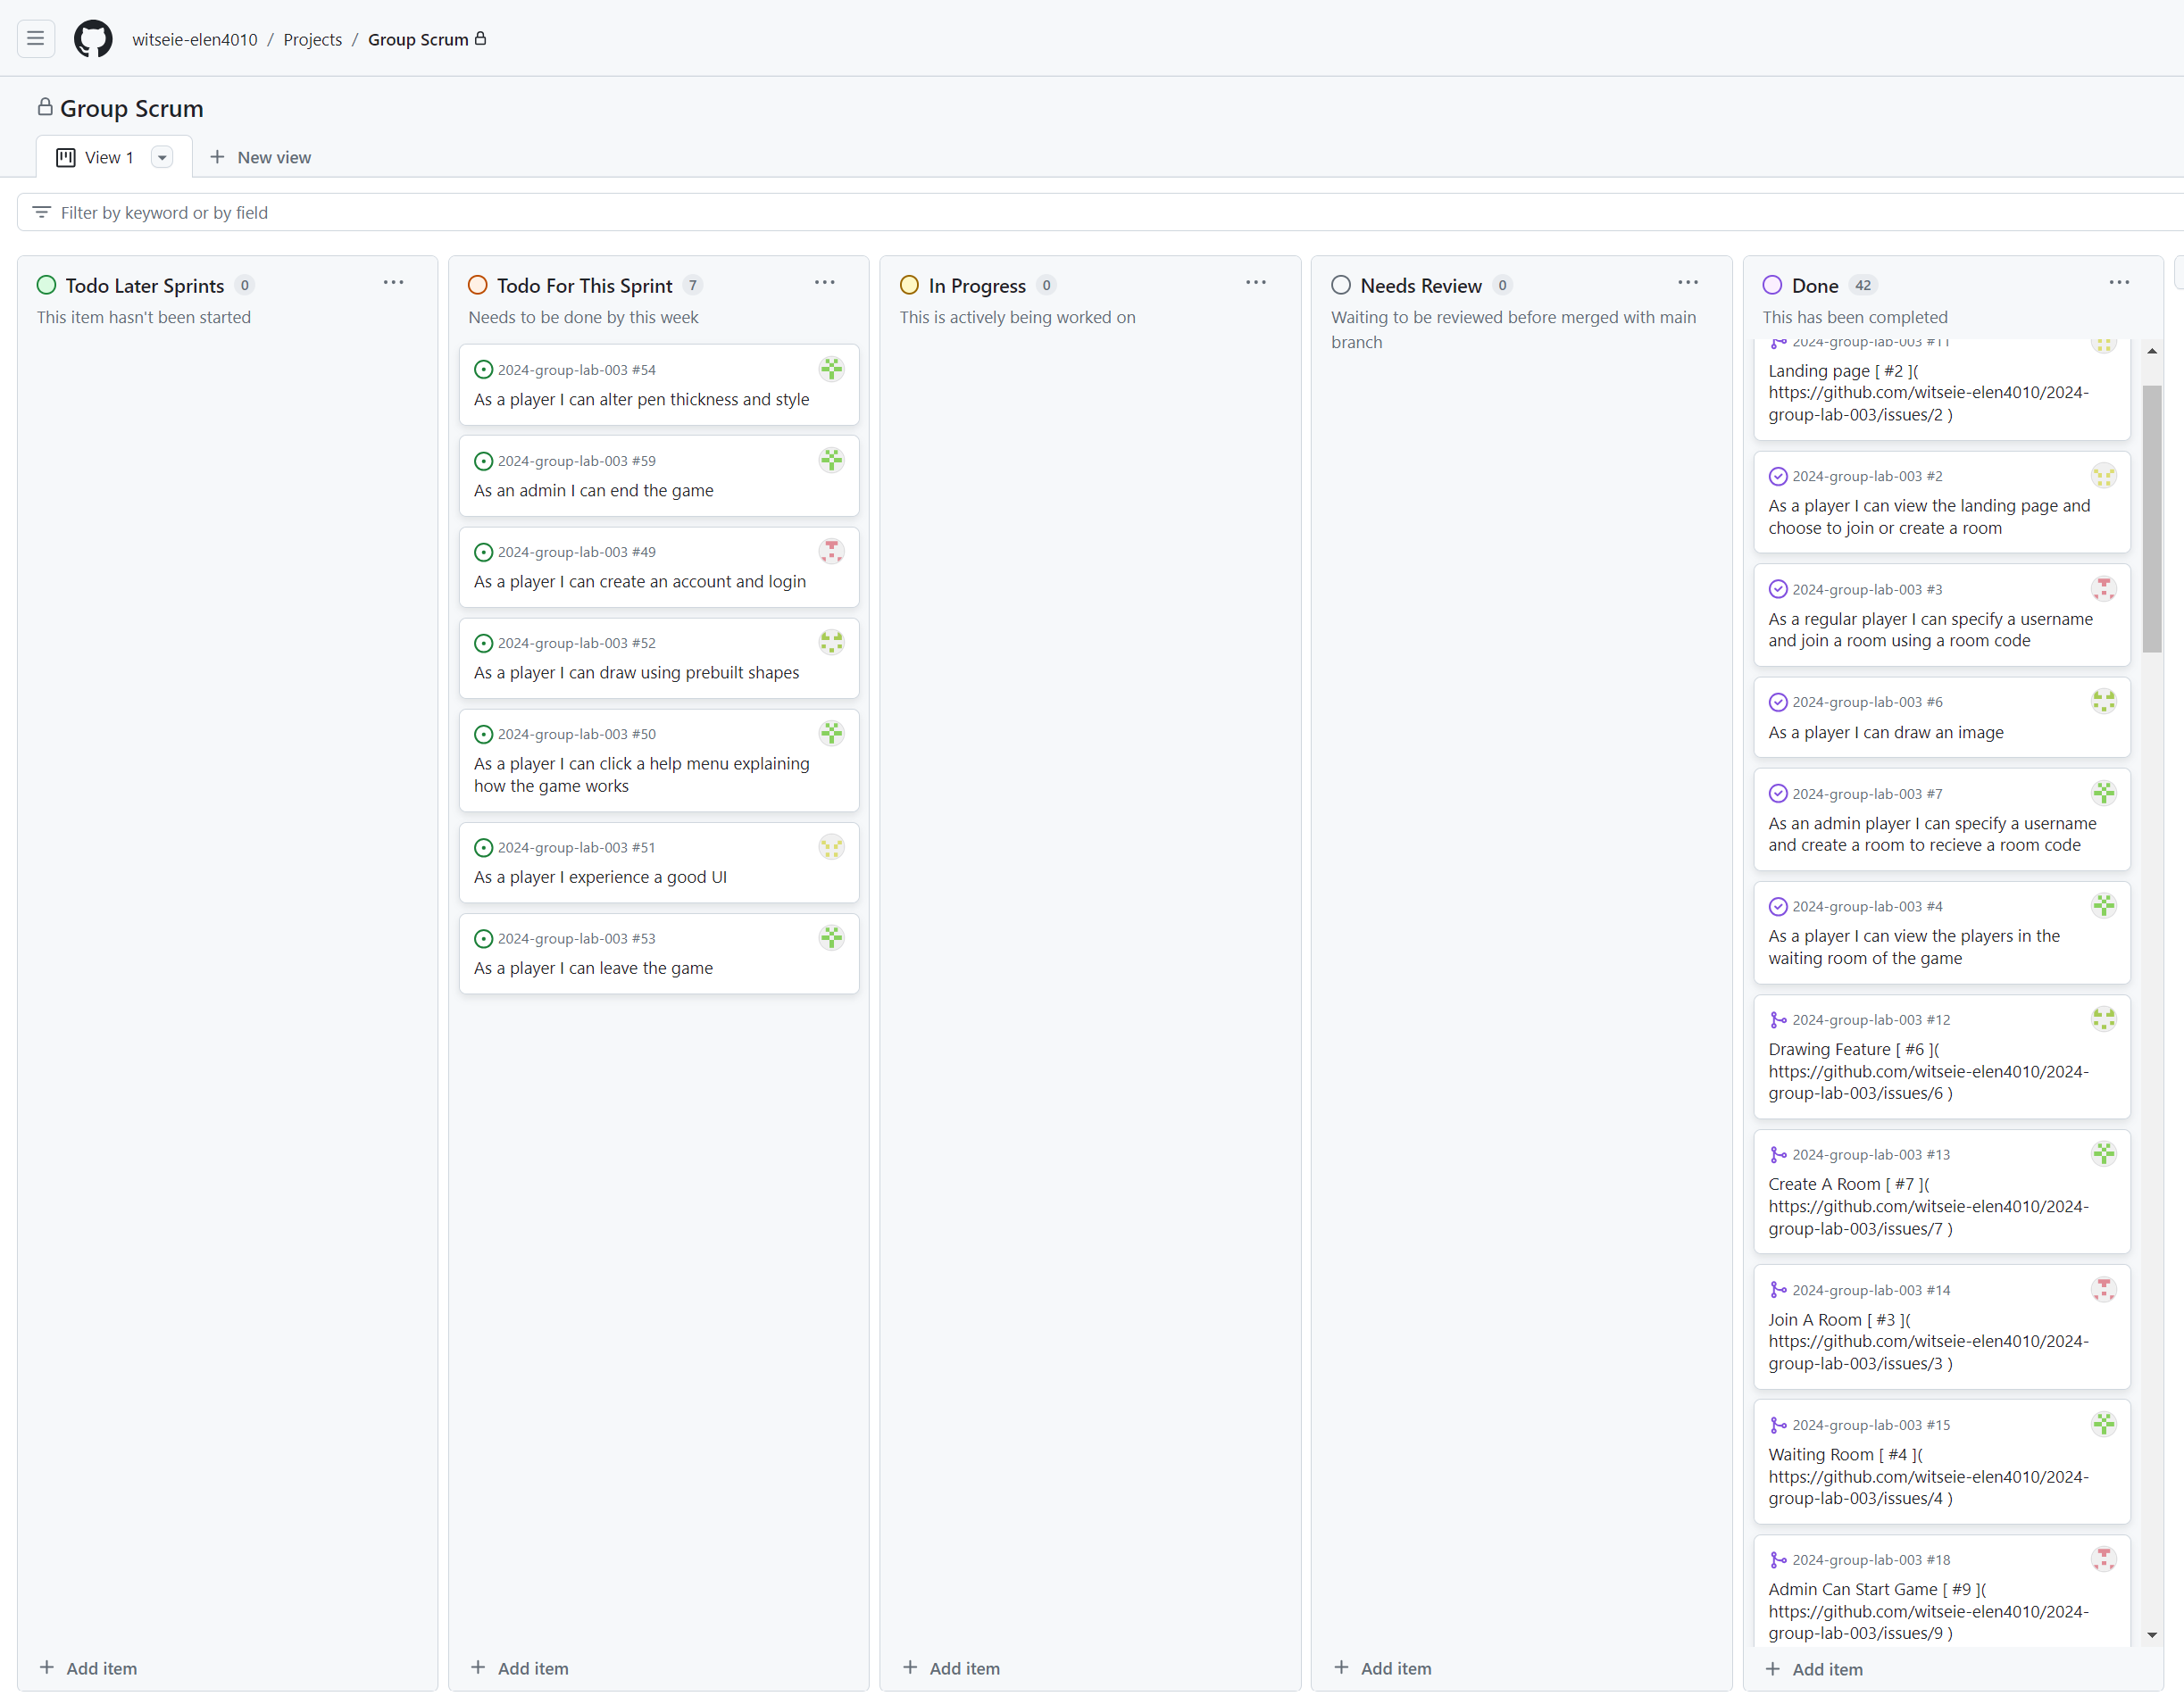 witseie-elen4010 / Projects / Group Scrum
Group Scrum
View 1
New view
Filter by keyword or by field
Todo Later Sprints 0
This item hasn't been started
Add item
Todo For This Sprint 7
Needs to be done by this week
2024-group-lab-003 #54
As a player I can alter pen thickness and style
2024-group-lab-003 #59
As an admin I can end the game
2024-group-lab-003 #49
As a player I can create an account and login
2024-group-lab-003 #52
As a player I can draw using prebuilt shapes
2024-group-lab-003 #50
As a player I can click a help menu explaining
how the game works
2024-group-lab-003 #51
As a player I experience a good UI
2024-group-lab-003 #53
As a player I can leave the game
Add item
In Progress 0
This is actively being worked on
Add item
Needs Review 0
Waiting to be reviewed before merged with main
branch
Add item
Done 42
This has been completed
2024-group-lab-003 #11
Landing page [ #2 ](
https://github.com/witseie-elen4010/2024-
group-lab-003/issues/2 )
2024-group-lab-003 #2
As a player I can view the landing page and
choose to join or create a room
2024-group-lab-003 #3
As a regular player I can specify a username
and join a room using a room code
2024-group-lab-003 #6
As a player I can draw an image
2024-group-lab-003 #7
As an admin player I can specify a username
and create a room to recieve a room code
2024-group-lab-003 #4
As a player I can view the players in the
waiting room of the game
2024-group-lab-003 #12
Drawing Feature [ #6 ](
https://github.com/witseie-elen4010/2024-
group-lab-003/issues/6 )
2024-group-lab-003 #13
Create A Room [ #7 ](
https://github.com/witseie-elen4010/2024-
group-lab-003/issues/7 )
2024-group-lab-003 #14
Join A Room [ #3 ](
https://github.com/witseie-elen4010/2024-
group-lab-003/issues/3 )
2024-group-lab-003 #15
Waiting Room [ #4 ](
https://github.com/witseie-elen4010/2024-
group-lab-003/issues/4 )
2024-group-lab-003 #18
Admin Can Start Game [ #9 ](
https://github.com/witseie-elen4010/2024-
group-lab-003/issues/9 )
Add item